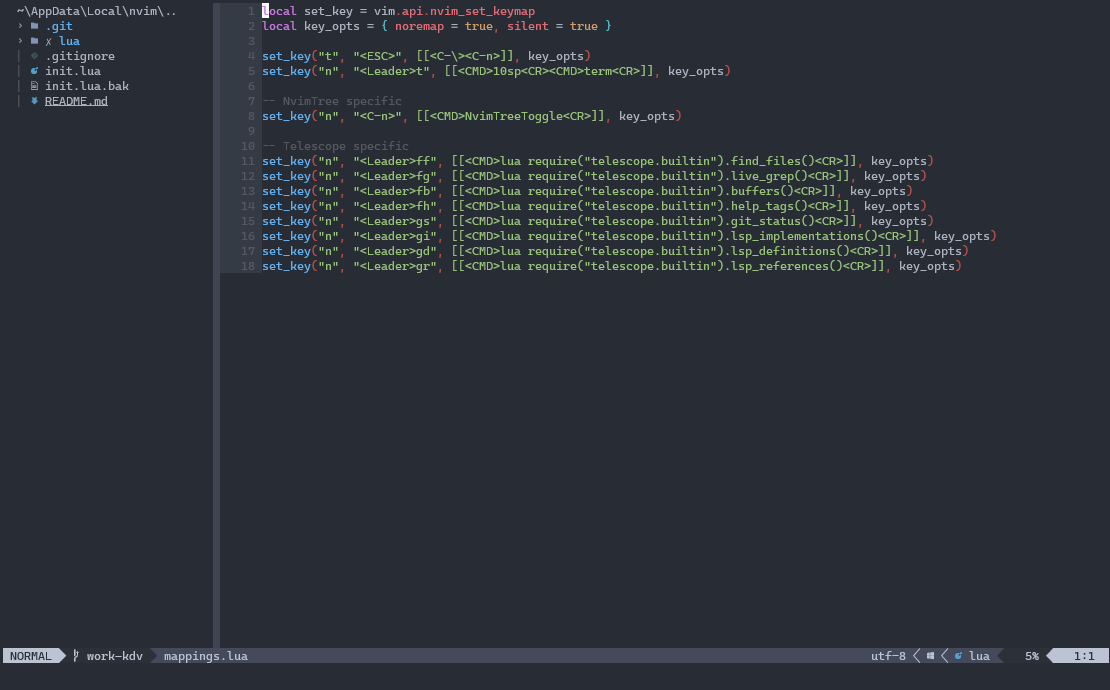 ~\AppData\Local\nvim\..
.git
✗ lua
.gitignore
init.lua
init.lua.bak
README.md
1 local set_key = vim.api.nvim_set_keymap
2 local key_opts = { noremap = true, silent = true }
3
4 set_key("t", "<ESC>", [[<C-\><C-n>]], key_opts)
5 set_key("n", "<Leader>t", [[<CMD>10sp<CR><CMD>term<CR>]], key_opts)
6
7 -- NvimTree specific
8 set_key("n", "<C-n>", [[<CMD>NvimTreeToggle<CR>]], key_opts)
9
10 -- Telescope specific
11 set_key("n", "<Leader>ff", [[<CMD>lua require("telescope.builtin").find_files()<CR>]], key_opts)
12 set_key("n", "<Leader>fg", [[<CMD>lua require("telescope.builtin").live_grep()<CR>]], key_opts)
13 set_key("n", "<Leader>fb", [[<CMD>lua require("telescope.builtin").buffers()<CR>]], key_opts)
14 set_key("n", "<Leader>fh", [[<CMD>lua require("telescope.builtin").help_tags()<CR>]], key_opts)
15 set_key("n", "<Leader>gs", [[<CMD>lua require("telescope.builtin").git_status()<CR>]], key_opts)
16 set_key("n", "<Leader>gi", [[<CMD>lua require("telescope.builtin").lsp_implementations()<CR>]], key_opts)
17 set_key("n", "<Leader>gd", [[<CMD>lua require("telescope.builtin").lsp_definitions()<CR>]], key_opts)
18 set_key("n", "<Leader>gr", [[<CMD>lua require("telescope.builtin").lsp_references()<CR>]], key_opts)
NORMAL work-kdv mappings.lua utf-8 lua 5% 1:1